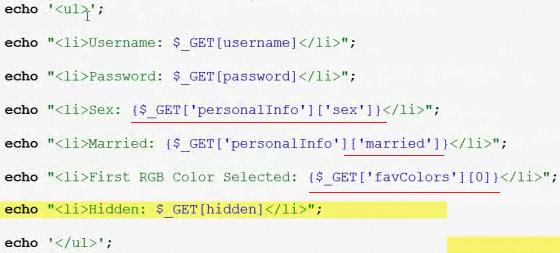 echo '<ul>';
echo "<li>Username: $_GET[username]</li>";
echo "<li>Password: $_GET[password]</li>";
echo "<li>Sex: {$_GET['personalInfo']['sex']}</li>";
echo "<li>Married: {$_GET['personalInfo']['married']}</li>";
echo "<li>First RGB Color Selected: {$_GET['favColors'][0]}</li>";
echo "<li>Hidden: $_GET[hidden]</li>";
echo '</ul>';